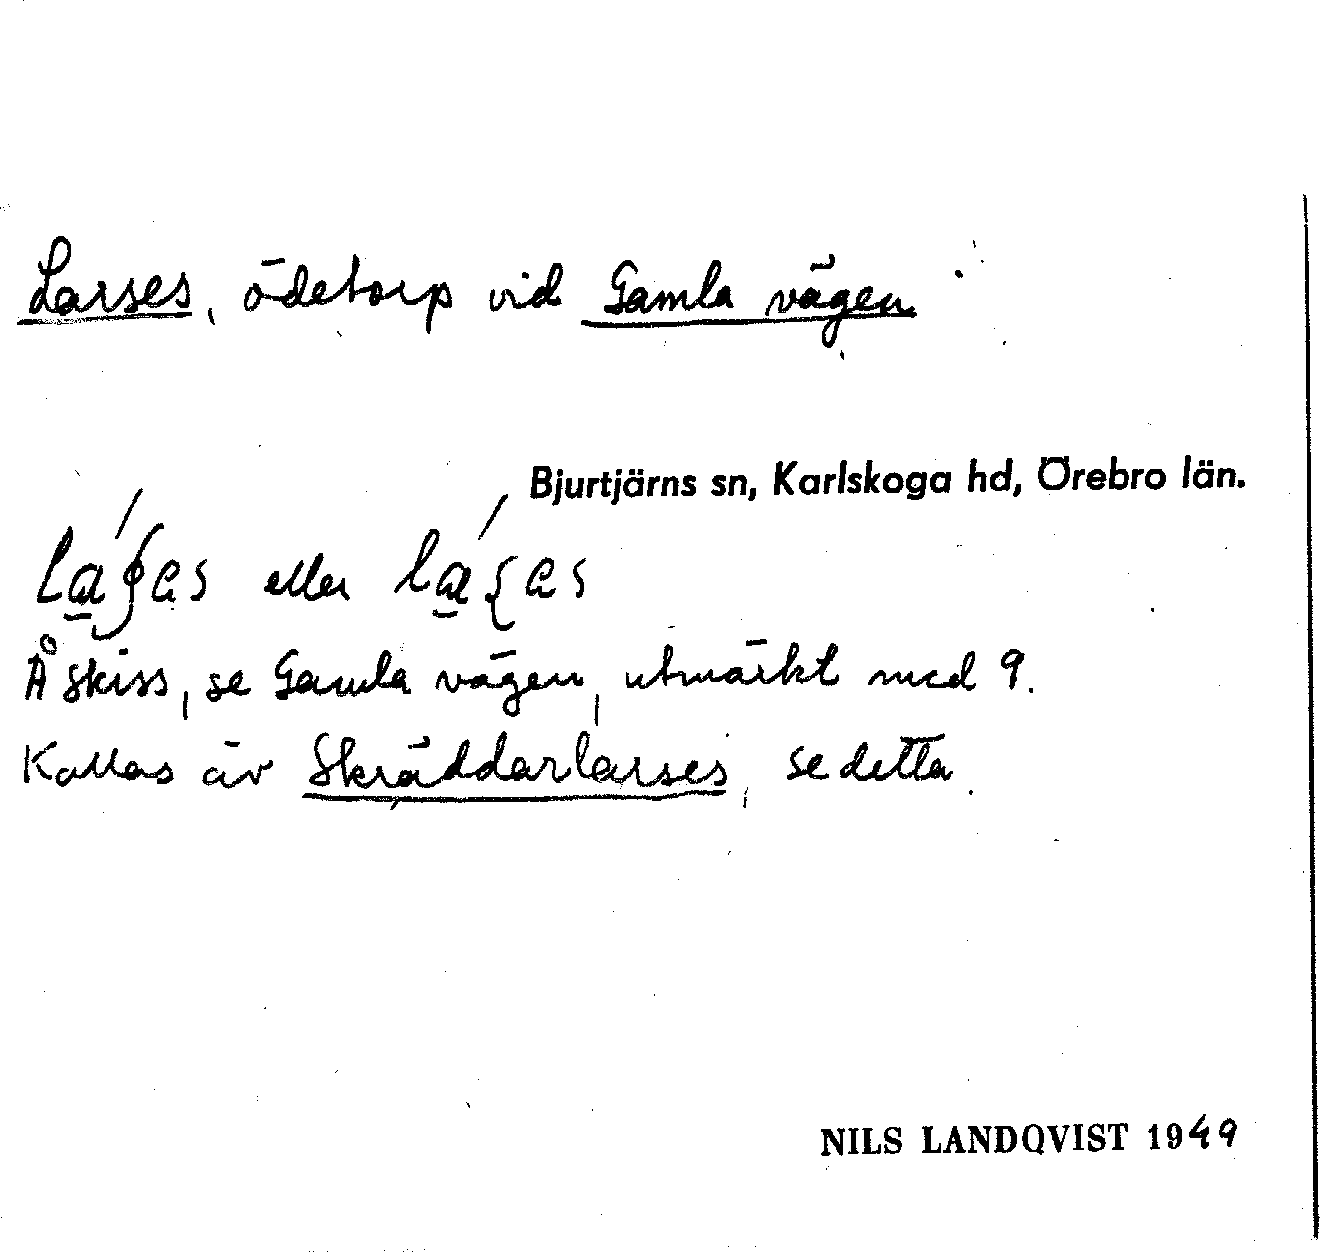 Larses, ödetorp vid Gamla vägen.
Bjurtjärns sn, Karlskoga hd, Örebro län.
eller
Å skiss, se Gamla vägen, utmärkt med 9.
Kallas äv Skräddarlarses, se detta.
NILS LANDQVIST 1949